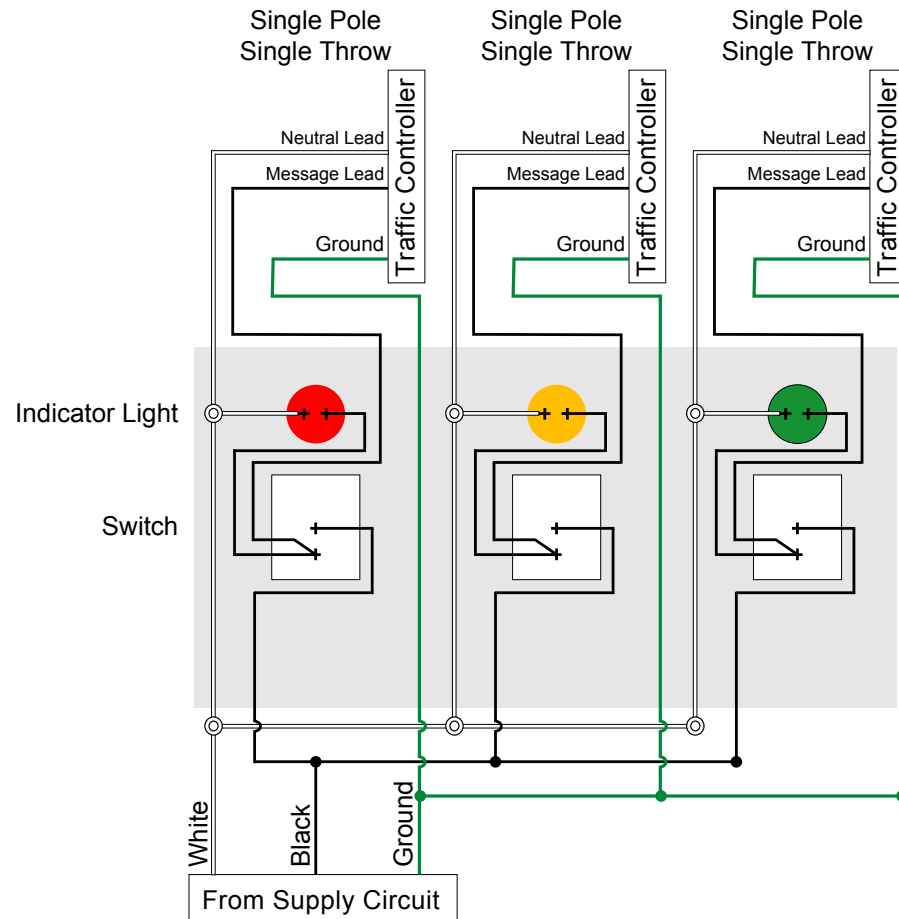 Single Pole
Single Throw
Single Pole
Single Throw
Single Pole
Single Throw
Neutral Lead
Message Lead
Ground
Traffic Controller
Neutral Lead
Message Lead
Ground
Traffic Controller
Neutral Lead
Message Lead
Ground
Traffic Controller
Indicator Light
Switch
White
Black
Ground
From Supply Circuit